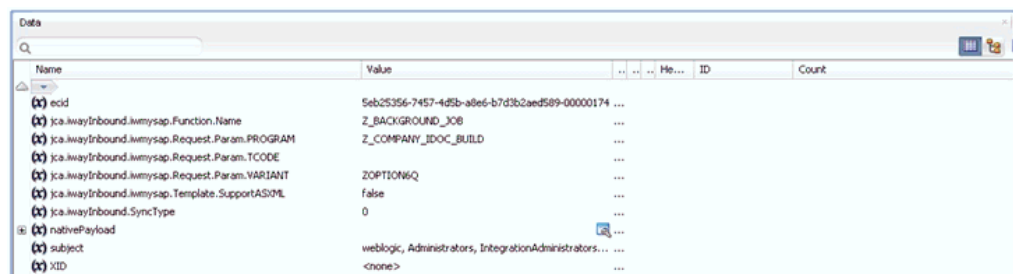 Data
Name Value .. .. .. He... ID Count
(x) ecid 5eb25356-7457-4d5b-a8e6-b7d3b2aed589-00000174 ...
(x) jca.iwayInbound.iwmysap.Function.Name Z_BACKGROUND_JOB ...
(x) jca.iwayInbound.iwmysap.Request.Param.PROGRAM Z_COMPANY_IDOC_BUILD ...
(x) jca.iwayInbound.iwmysap.Request.Param.TCODE ...
(x) jca.iwayInbound.iwmysap.Request.Param.VARIANT ZOPTION6Q ...
(x) jca.iwayInbound.iwmysap.Template.SupportASXML false ...
(x) jca.iwayInbound.SyncType 0 ...
(x) nativePayload ...
(x) subject weblogic, Administrators, IntegrationAdministrators... ...
(x) XID <none> ...